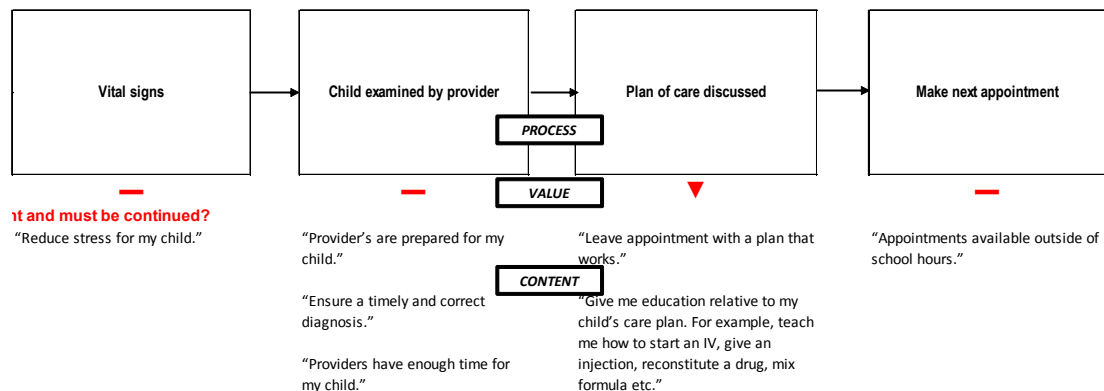 Vital signs
Child examined by provider
Plan of care discussed
Make next appointment
PROCESS
VALUE
nt and must be continued?
“Reduce stress for my child.”
“Provider’s are prepared for my
child.”
“Ensure a timely and correct
diagnosis.”
“Providers have enough time for
my child.”
“Leave appointment with a plan that
works.”
“Give me education relative to my
child’s care plan. For example, teach
me how to start an IV, give an
injection, reconstitute a drug, mix
formula etc.”
“Appointments available outside of
school hours.”
CONTENT